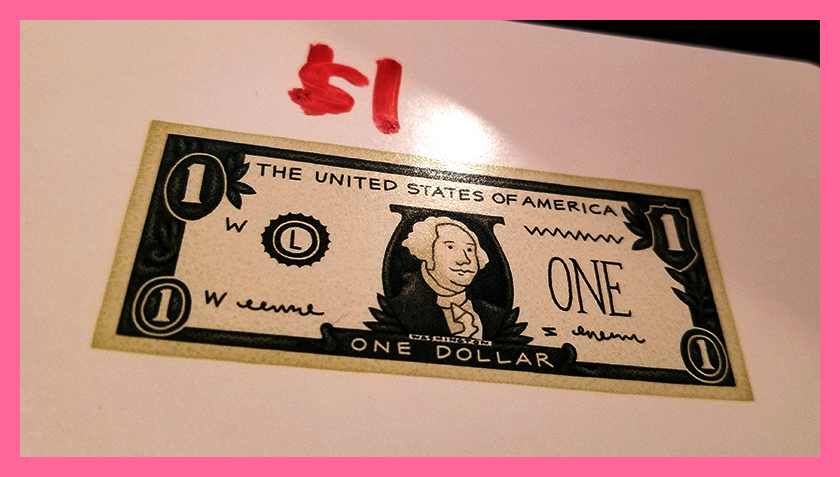 $1
1 THE UNITED STATES OF AMERICA 1
W L
ONE
1 W 1
WASHINGTON
ONE DOLLAR